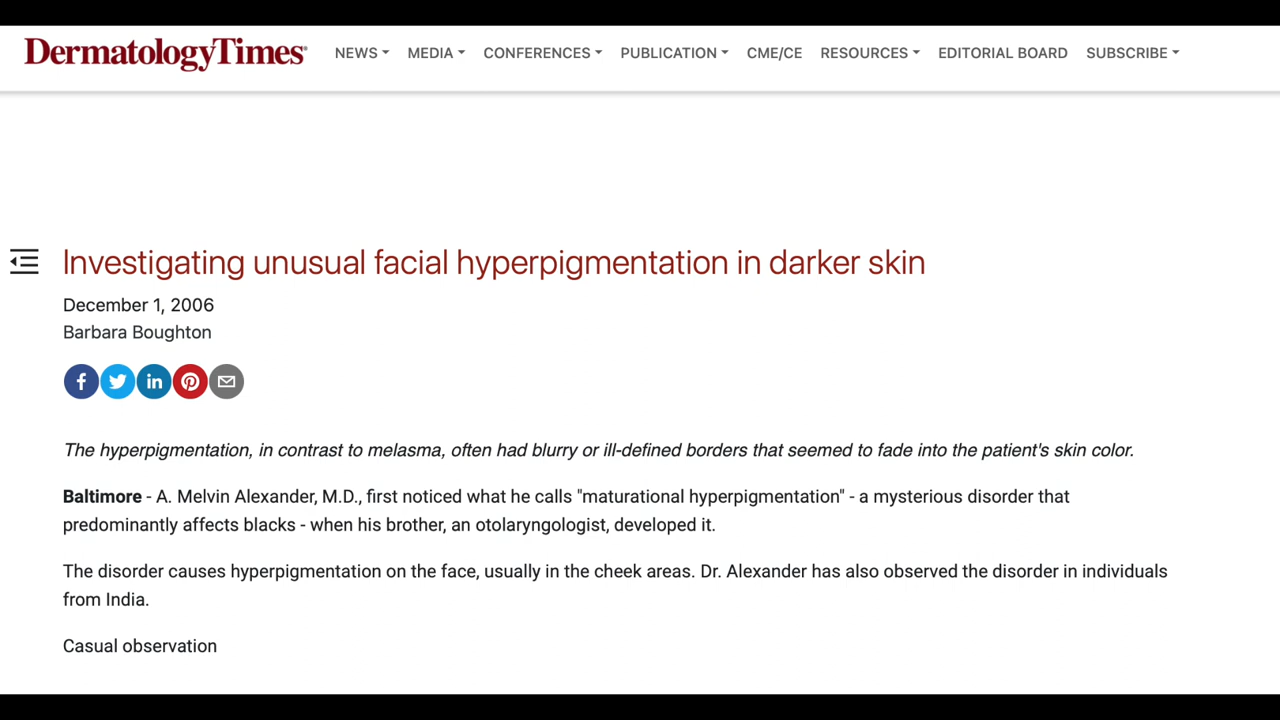 DermatologyTimes®
NEWS MEDIA CONFERENCES PUBLICATION CME/CE RESOURCES EDITORIAL BOARD SUBSCRIBE
Investigating unusual facial hyperpigmentation in darker skin
December 1, 2006
Barbara Boughton
The hyperpigmentation, in contrast to melasma, often had blurry or ill-defined borders that seemed to fade into the patient's skin color.
Baltimore - A. Melvin Alexander, M.D., first noticed what he calls "maturational hyperpigmentation" - a mysterious disorder that
predominantly affects blacks - when his brother, an otolaryngologist, developed it.
The disorder causes hyperpigmentation on the face, usually in the cheek areas. Dr. Alexander has also observed the disorder in individuals
from India.
Casual observation